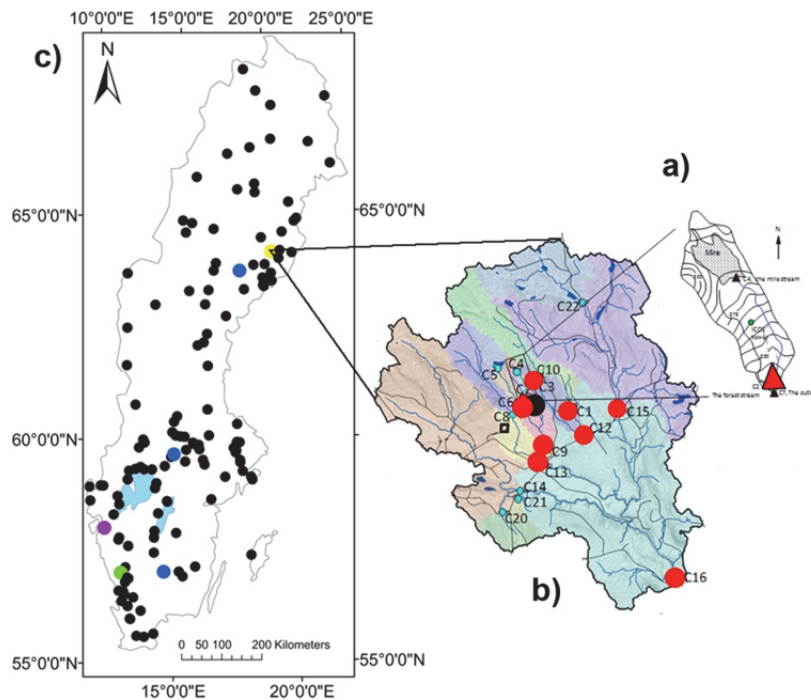 10°0'0"E 15°0'0"E 20°0'0"E 25°0'0"E
c)
N
65°0'0"N
65°0'0"N
60°0'0"N
55°0'0"N
55°0'0"N
0 50 100 200 Kilometers
15°0'0"E 20°0'0"E
a)
N
Mire
C4, the mire stream
The forest stream
b)
C22
C5
C4
C10
C3
C6
C8
C1
C15
C12
C9
C13
C14
C21
C20
C16